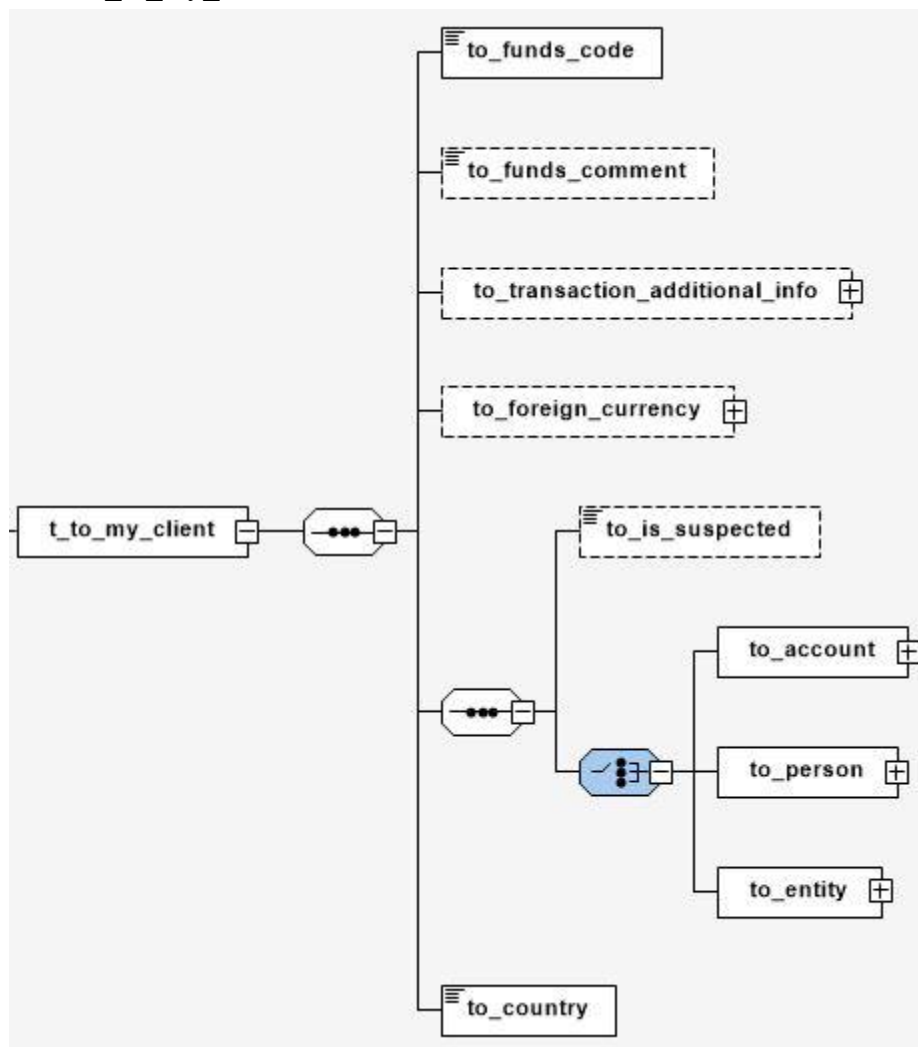 to_funds_code
to_funds_comment
to_transaction_additional_info
to_foreign_currency
t_to_my_client
to_is_suspected
to_account
to_person
to_entity
to_country